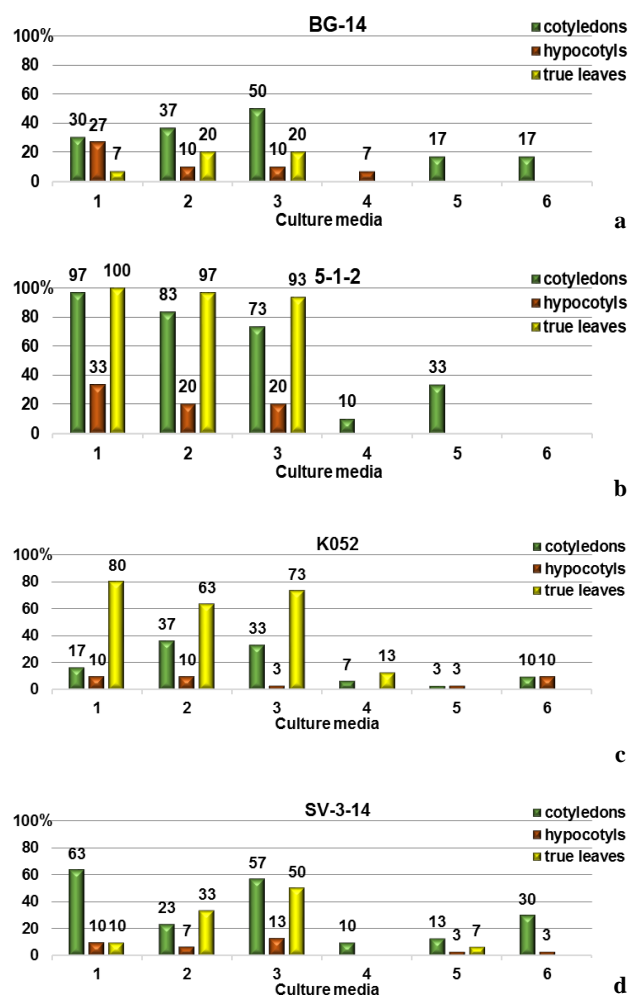 BG-14
100% cotyledons
80 hypocotyls
60 50 true leaves
40 30 27 37 20 20 17 17
20 7 10 10 7
0
1 2 3 4 5 6
Culture media
a
5-1-2
97 100 97 93
100% 83 cotyledons
80 73 hypocotyls
60 true leaves
40 33 33
20 20 20 10
0
1 2 3 4 5 6
Culture media
b
K052
100% 80 cotyledons
80 63 73 hypocotyls
60 true leaves
40 37 33
20 17 10 10 3 7 13 3 3 10 10
0
1 2 3 4 5 6
Culture media
c
SV-3-14
100% cotyledons
80 63 hypocotyls
60 57 50 true leaves
40 23 33 30
20 10 10 7 13 10 13 3 7 3
0
1 2 3 4 5 6
Culture media
d